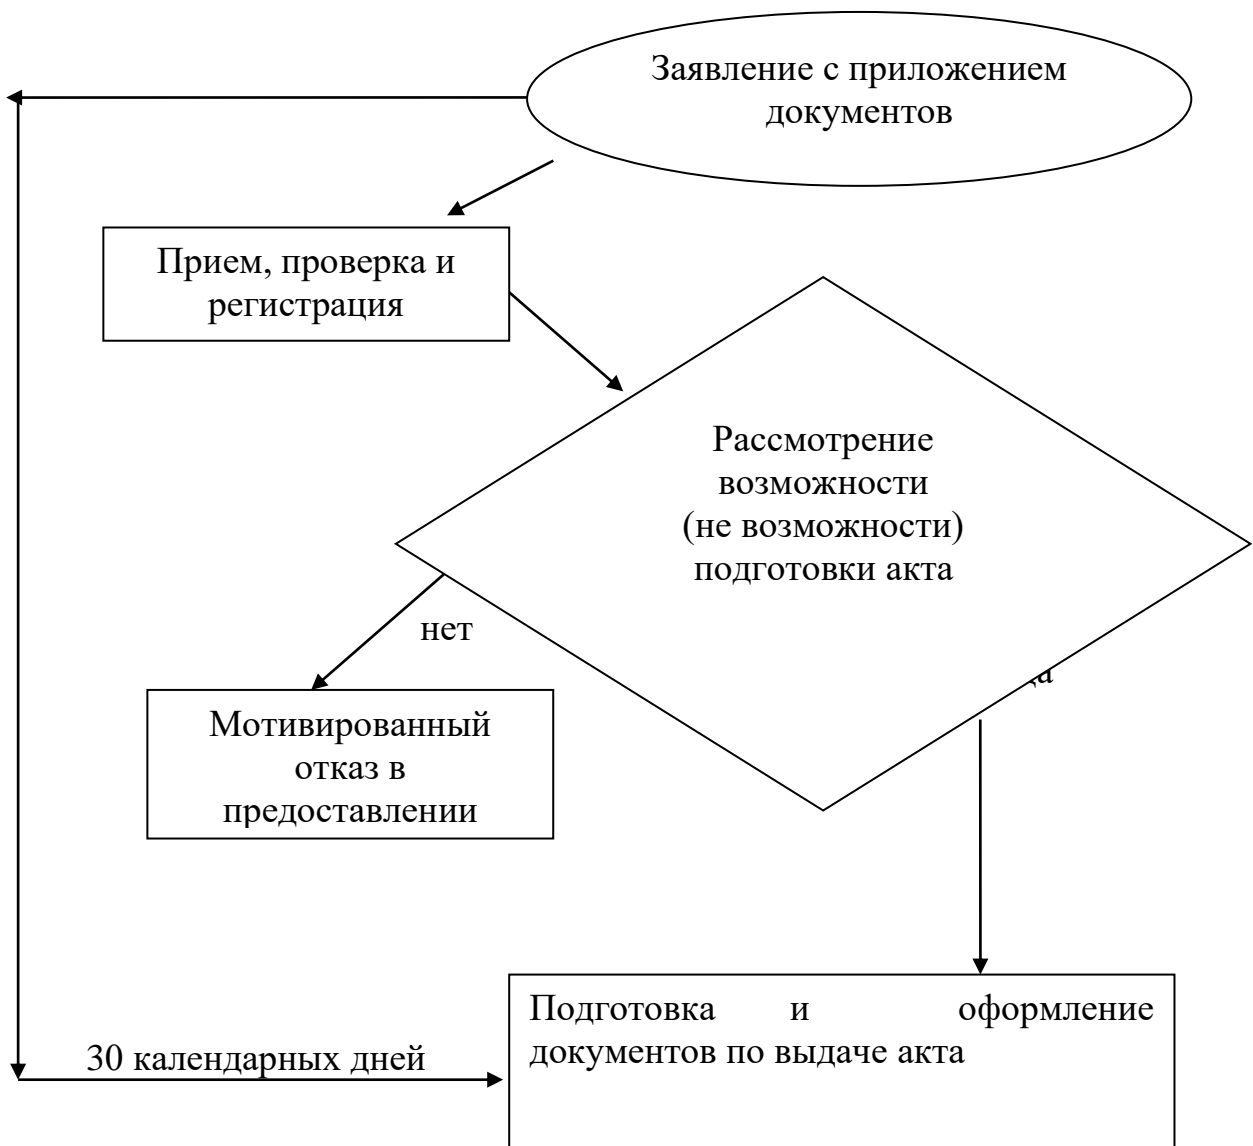 Заявление с приложением
документов
Прием, проверка и
регистрация
Рассмотрение
возможности
(не возможности)
подготовки акта
нет
Мотивированный
отказ в
предоставлении
Подготовка и оформление
документов по выдаче акта
30 календарных дней